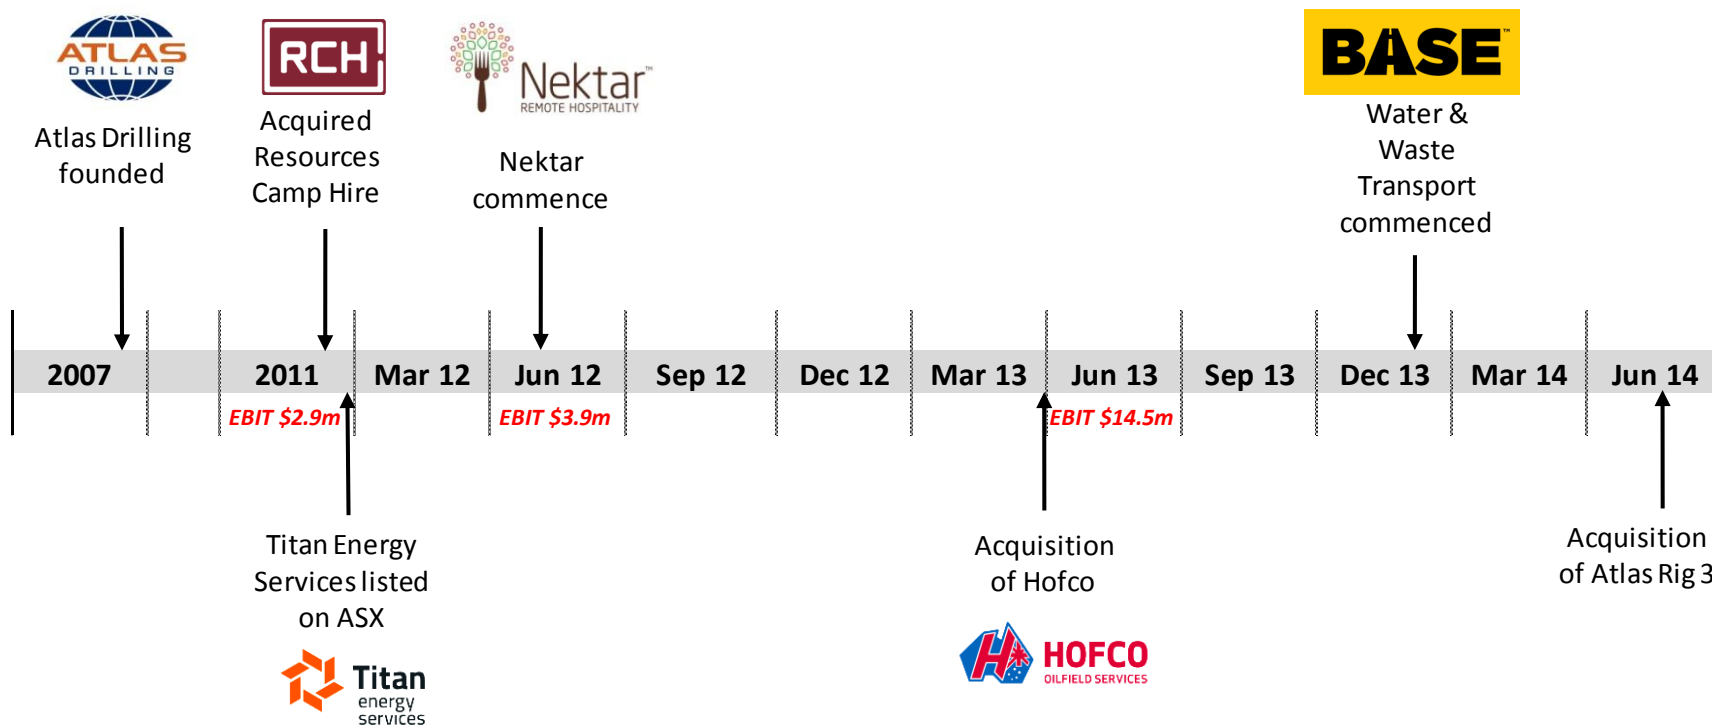 ATLAS
DRILLING
Atlas Drilling
founded
RCH
Acquired
Resources
Camp Hire
Nektar™
REMOTE HOSPITALITY
Nektar
commence
BASE™
Water &
Waste
Transport
commenced
2007 2011 Mar 12 Jun 12 Sep 12 Dec 12 Mar 13 Jun 13 Sep 13 Dec 13 Mar 14 Jun 14
EBIT $2.9m EBIT $3.9m EBIT $14.5m
Titan Energy
Services listed
on ASX
Titan
energy
services
Acquisition
of Hofco
H
HOFCO
OILFIELD SERVICES
Acquisition
of Atlas Rig 3